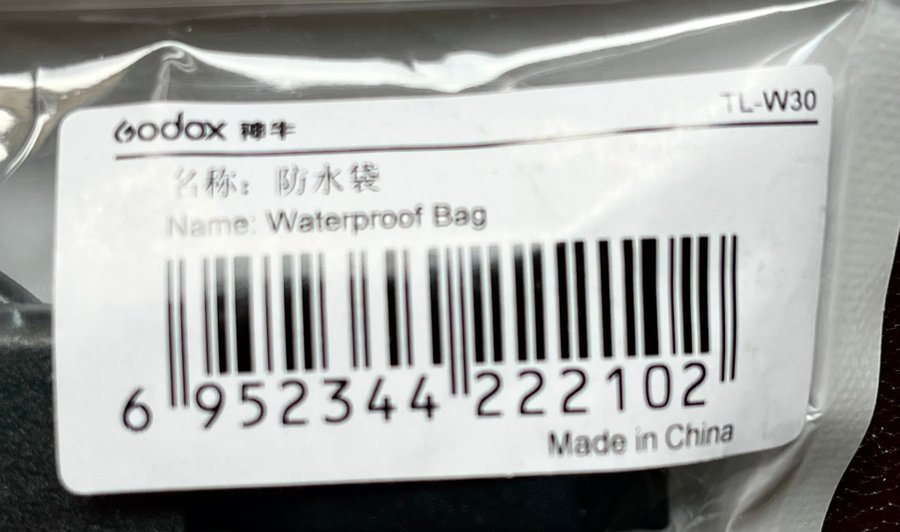 Godox 神牛
TL-W30
名称：防水袋
Name: Waterproof Bag
6 952344 222102
Made in China